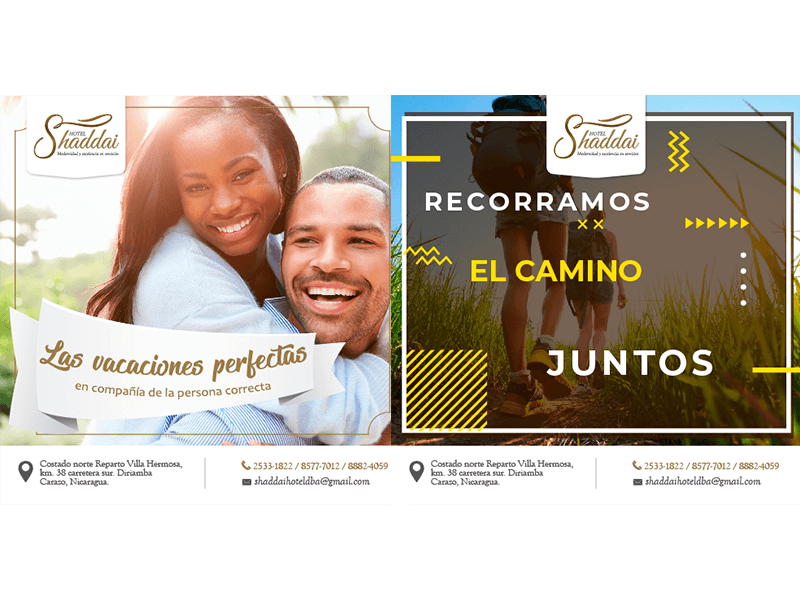 HOTEL
Shaddai
Modernidad y excelencia en servicios
Las vacaciones perfectas
en compañía de la persona correcta
Costado norte Reparto Villa Hermosa,
km. 38 carretera sur. Diriamba
Carazo, Nicaragua.
2533-1822 / 8577-7012 / 8882-4059
shaddaihoteldba@gmail.com
HOTEL
Shaddai
Modernidad y excelencia en servicios
RECORRAMOS
EL CAMINO
JUNTOS
Costado norte Reparto Villa Hermosa,
km. 38 carretera sur. Diriamba
Carazo, Nicaragua.
2533-1822 / 8577-7012 / 8882-4059
shaddaihoteldba@gmail.com